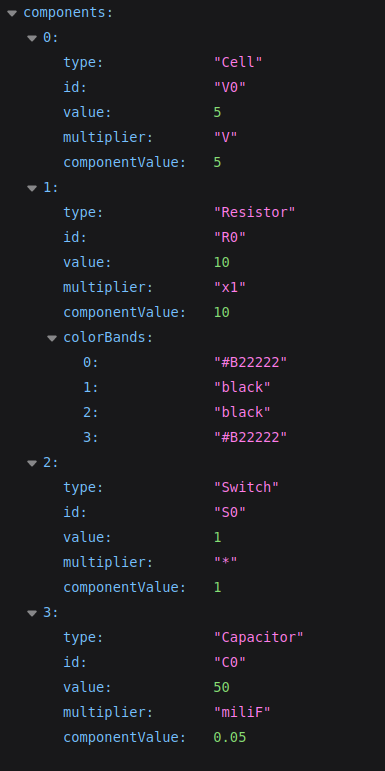 components:
0:
type: "Cell"
id: "V0"
value: 5
multiplier: "V"
componentValue: 5
1:
type: "Resistor"
id: "R0"
value: 10
multiplier: "x1"
componentValue: 10
colorBands:
0: "#B22222"
1: "black"
2: "black"
3: "#B22222"
2:
type: "Switch"
id: "S0"
value: 1
multiplier: "*"
componentValue: 1
3:
type: "Capacitor"
id: "C0"
value: 50
multiplier: "miliF"
componentValue: 0.05